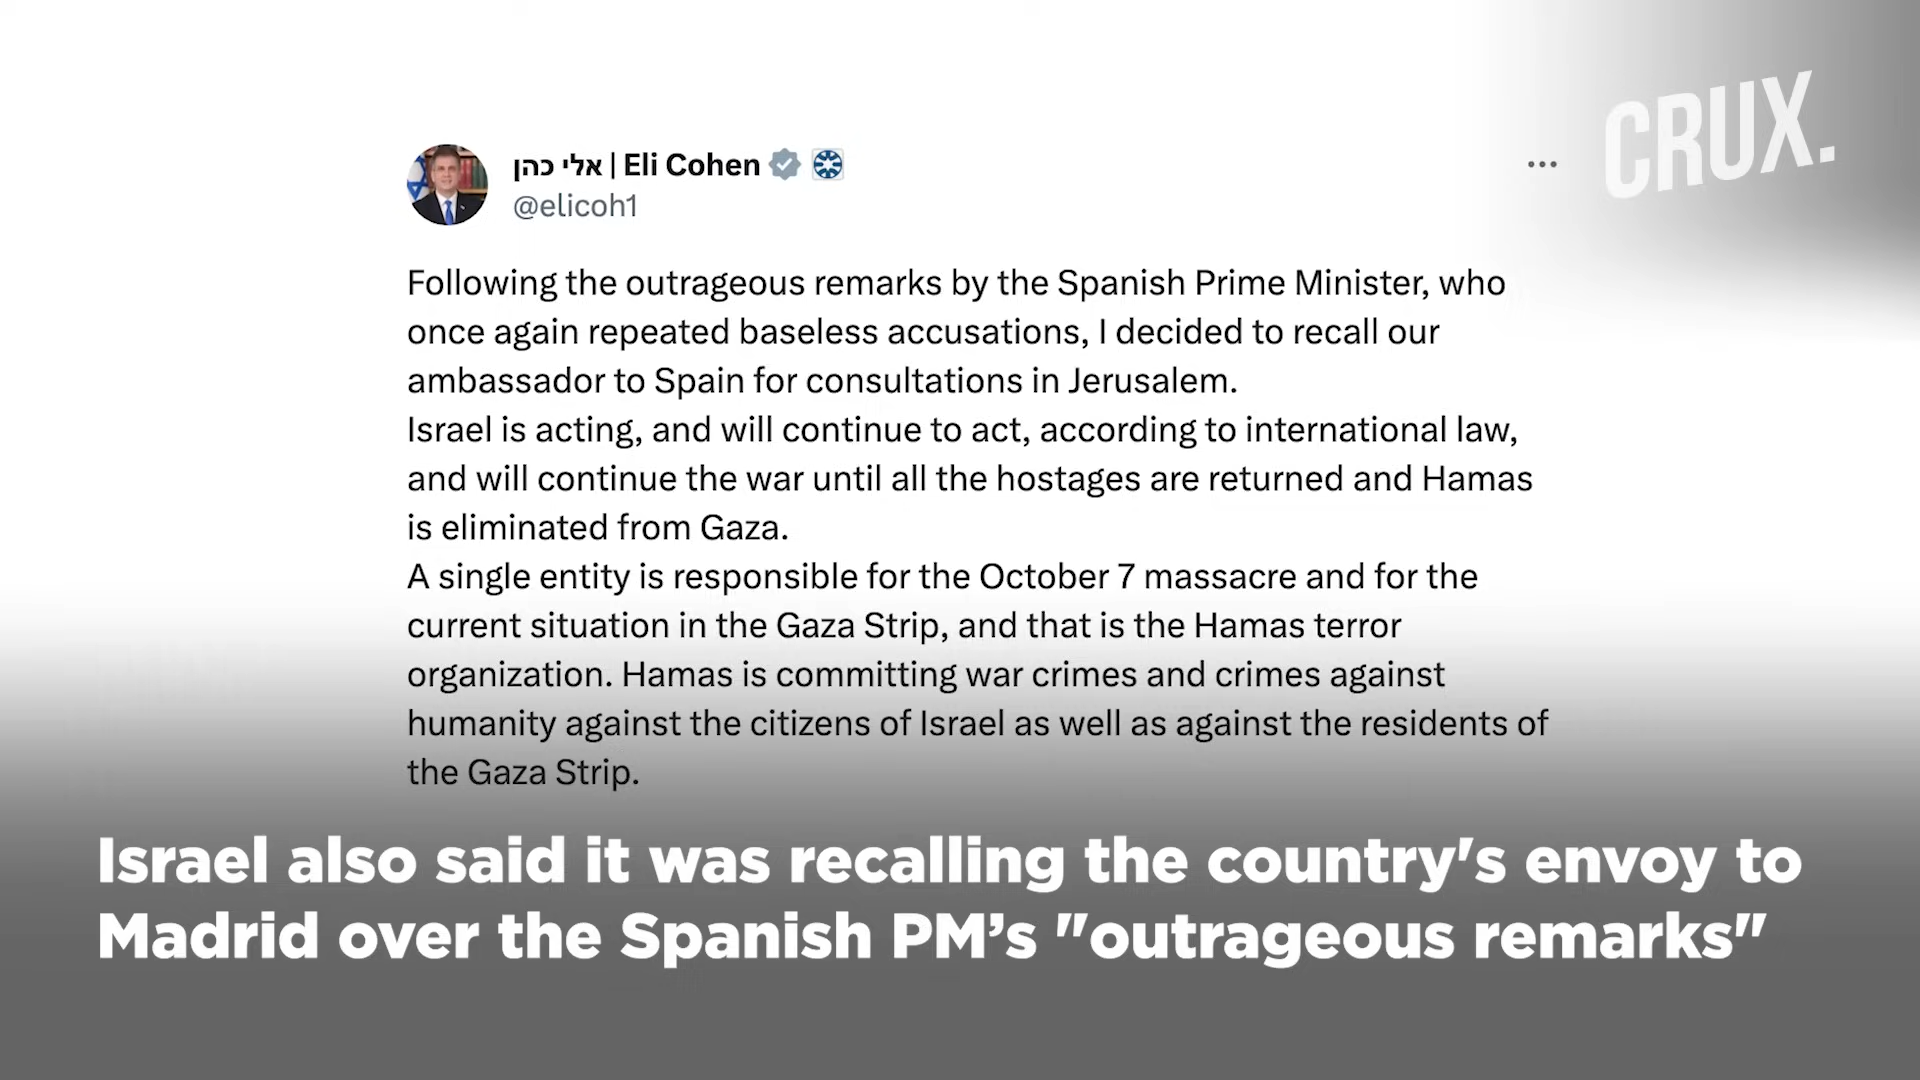 CRUX.
אלי כהן | Eli Cohen
@elicoh1
Following the outrageous remarks by the Spanish Prime Minister, who
once again repeated baseless accusations, I decided to recall our
ambassador to Spain for consultations in Jerusalem.
Israel is acting, and will continue to act, according to international law,
and will continue the war until all the hostages are returned and Hamas
is eliminated from Gaza.
A single entity is responsible for the October 7 massacre and for the
current situation in the Gaza Strip, and that is the Hamas terror
organization. Hamas is committing war crimes and crimes against
humanity against the citizens of Israel as well as against the residents of
the Gaza Strip.
Israel also said it was recalling the country's envoy to
Madrid over the Spanish PM’s "outrageous remarks"